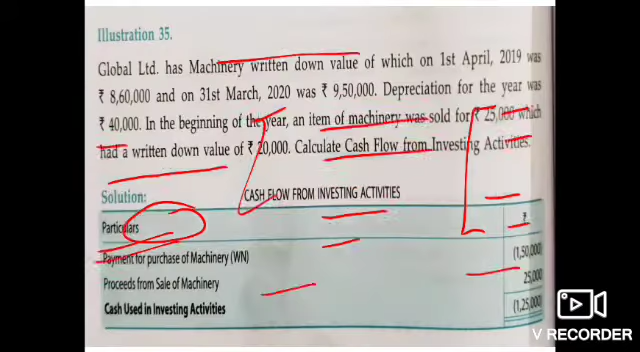 Illustration 35.
Global Ltd. has Machinery written down value of which on 1st April, 2019 was
₹ 8,60,000 and on 31st March, 2020 was ₹ 9,50,000. Depreciation for the year was
₹ 40,000. In the beginning of the year, an item of machinery was sold for ₹ 25,000 which
had a written down value of ₹ 20,000. Calculate Cash Flow from Investing Activities.
Solution: CASH FLOW FROM INVESTING ACTIVITIES
Particulars ₹
Payment for purchase of Machinery (WN) (1,50,000)
Proceeds from Sale of Machinery 25,000
Cash Used in Investing Activities (1,25,000)
V RECORDER